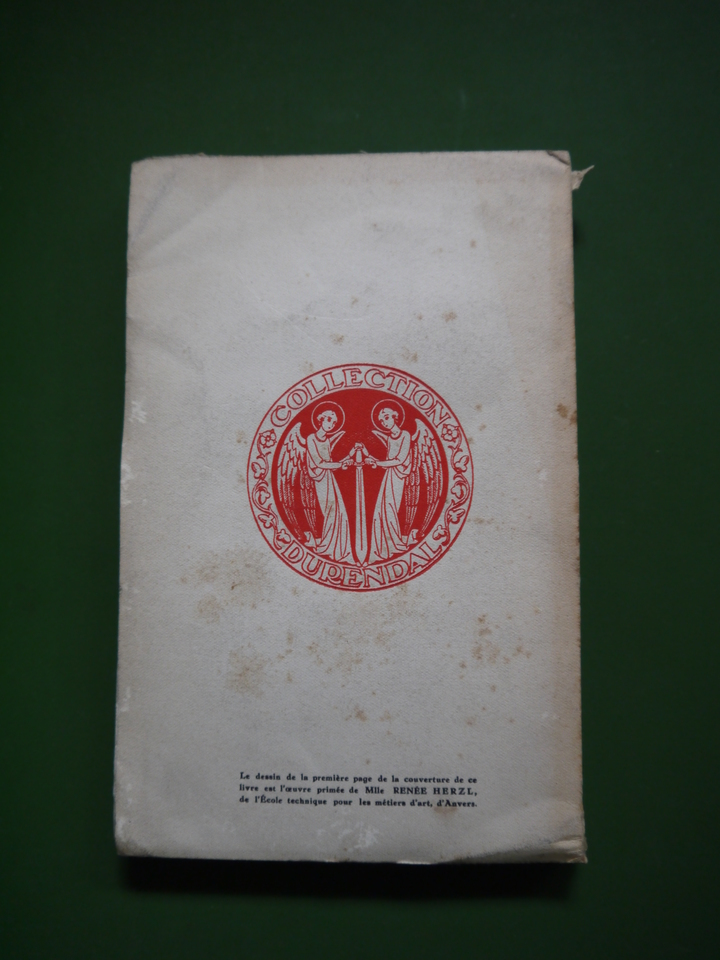 COLLECTION
DURENDAL
Le dessin de la première page de la couverture de ce
livre est l'œuvre primée de Mlle RENÉE HERZL,
de l'École technique pour les métiers d'art, d'Anvers.